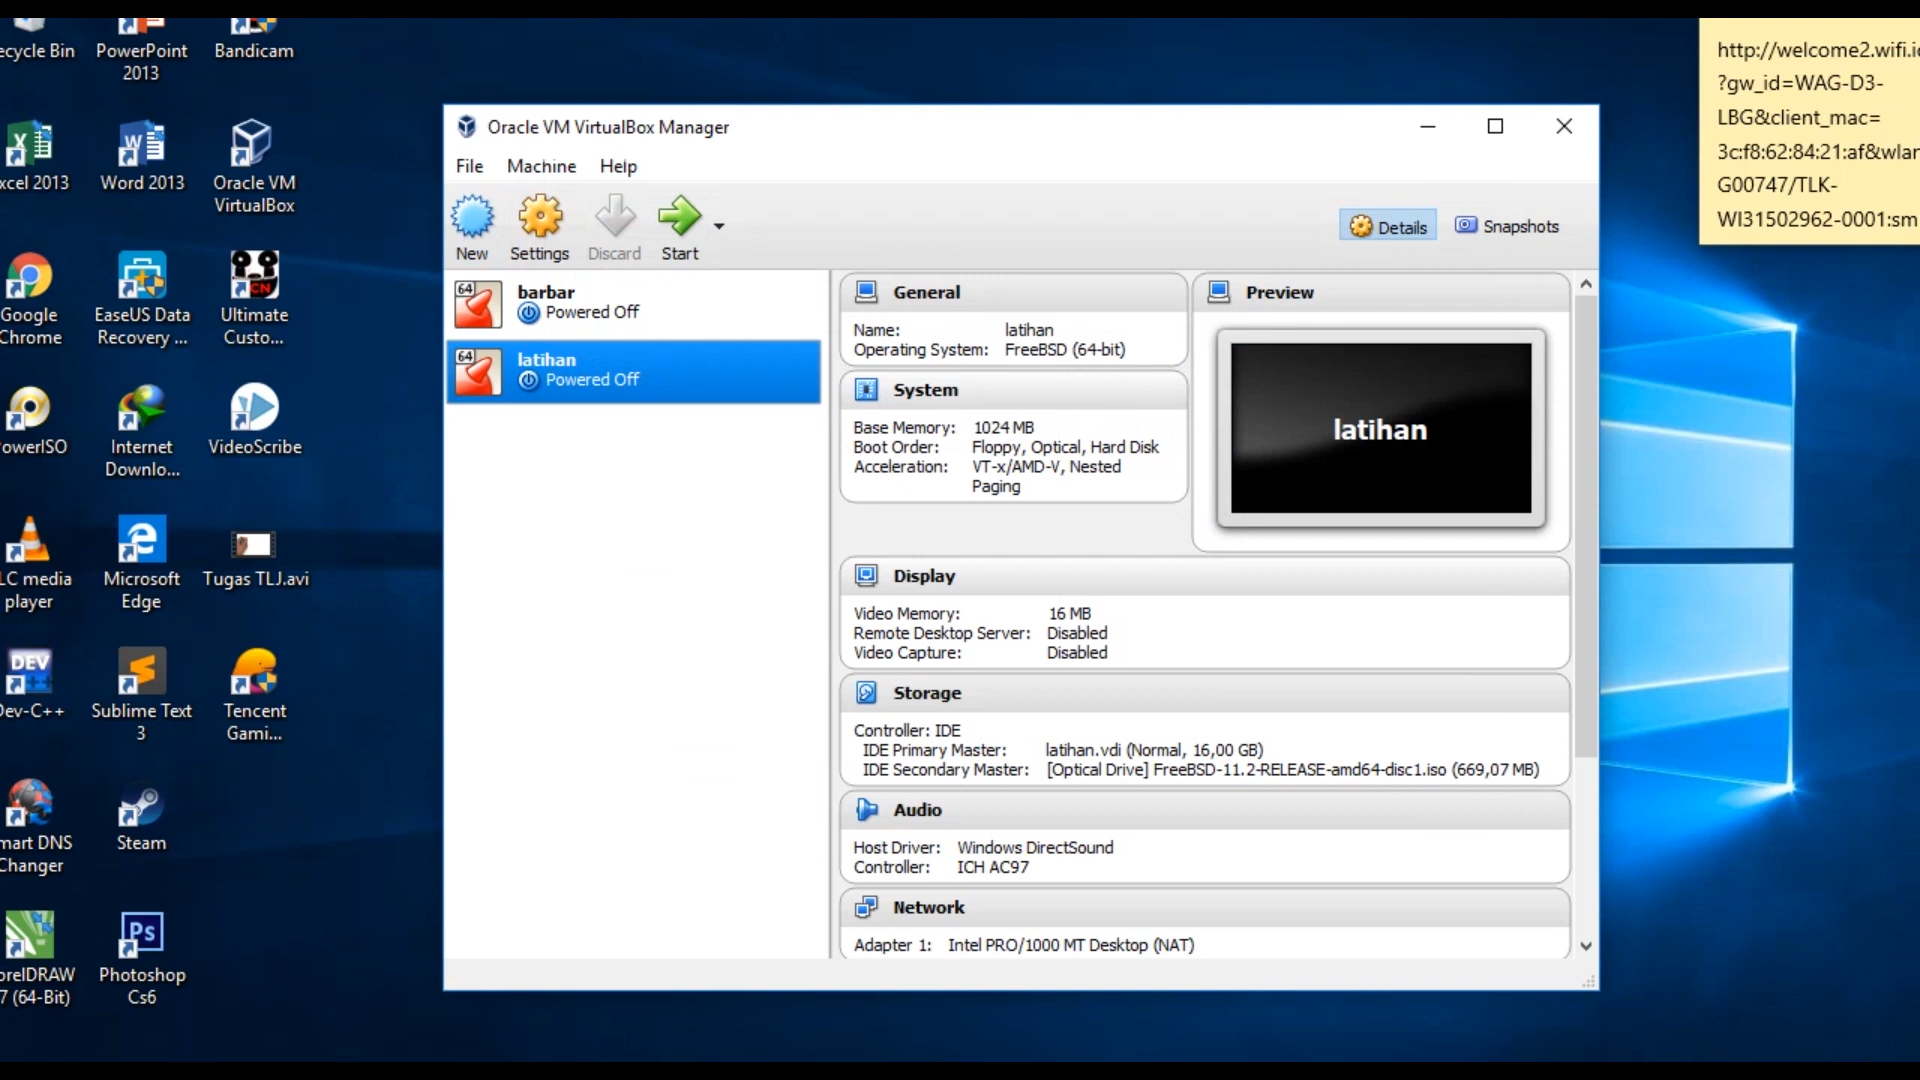 ecycle Bin
PowerPoint
2013
Bandicam
xcel 2013
Word 2013
Oracle VM
VirtualBox
Google
Chrome
EaseUS Data
Recovery ...
Ultimate
Custo...
CN
owerISO
Internet
Downlo...
VideoScribe
LC media
player
Microsoft
Edge
Tugas TLJ.avi
DEV
C++
Dev-C++
Sublime Text
3
Tencent
Gami...
mart DNS
Changer
Steam
orelDRAW
7 (64-Bit)
Ps
Photoshop
Cs6
Oracle VM VirtualBox Manager
File Machine Help
New Settings Discard Start
Details Snapshots
64 barbar
Powered Off
64 latihan
Powered Off
General
Name: latihan
Operating System: FreeBSD (64-bit)
System
Base Memory: 1024 MB
Boot Order: Floppy, Optical, Hard Disk
Acceleration: VT-x/AMD-V, Nested
Paging
Preview
latihan
Display
Video Memory: 16 MB
Remote Desktop Server: Disabled
Video Capture: Disabled
Storage
Controller: IDE
IDE Primary Master: latihan.vdi (Normal, 16,00 GB)
IDE Secondary Master: [Optical Drive] FreeBSD-11.2-RELEASE-amd64-disc1.iso (669,07 MB)
Audio
Host Driver: Windows DirectSound
Controller: ICH AC97
Network
Adapter 1: Intel PRO/1000 MT Desktop (NAT)
http://welcome2.wifi.i
?gw_id=WAG-D3-
LBG&client_mac=
3c:f8:62:84:21:af&wlan
G00747/TLK-
WI31502962-0001:sm